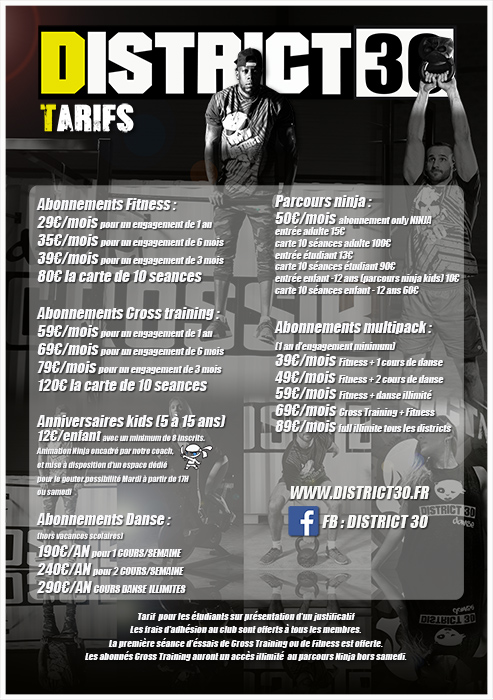 DISTRICT 30
TARIFS
Abonnements Fitness :
29€/mois pour un engagement de 1 an
35€/mois pour un engagement de 6 mois
39€/mois pour un engagement de 3 mois
80€ la carte de 10 seances
Abonnements Cross training :
59€/mois pour un engagement de 1 an
69€/mois pour un engagement de 6 mois
79€/mois pour un engagement de 3 mois
120€ la carte de 10 seances
Anniversaires kids (5 à 15 ans)
12€/enfant avec un minimum de 8 inscrits.
Animation Ninja encadré par notre coach,
et mise à disposition d'un espace dédié
pour le gouter.possibilité Mardi à partir de 17H
ou samedi
Abonnements Danse :
(hors vacances scolaires)
190€/AN pour 1 COURS/SEMAINE
240€/AN pour 2 COURS/SEMAINE
290€/AN COURS DANSE ILLIMITES
Parcours ninja :
50€/mois abonnement only NINJA
entrée adulte 15€
carte 10 séances adulte 100€
entrée étudiant 13€
carte 10 séances étudiant 90€
entrée enfant -12 ans (parcours ninja kids) 10€
carte 10 séances enfant - 12 ans 60€
Abonnements multipack :
(1 an d'engagement minimum)
39€/mois Fitness + 1 cours de danse
49€/mois Fitness + 2 cours de danse
59€/mois Fitness + danse illimité
69€/mois Cross Training + Fitness
89€/mois full illimite tous les districts
WWW.DISTRICT30.FR
f FB : DISTRICT 30
DISTRICT 30
danse
Tarif pour les étudiants sur présentation d'un justificatif
Les frais d'adhésion au club sont offerts à tous les membres.
La première séance d'éssais de Cross Training ou de Fitness est offerte.
Les abonnés Cross Training auront un accès illimité au parcours Ninja hors samedi.